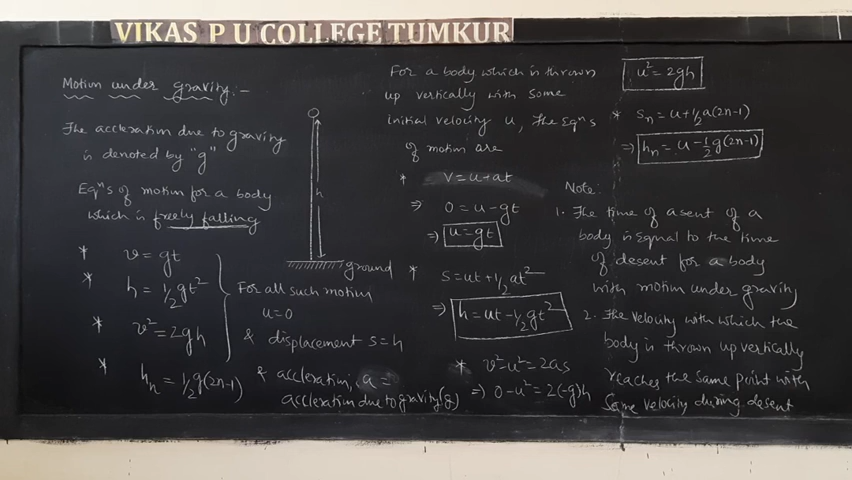 VIKAS P U COLLEGE TUMKUR
Motion under gravity:-
The accleration due to gravity
is denoted by "g"
Eqⁿs of motion for a body
which is freely falling
* v = gt
* h = 1/2 gt²
* v² = 2gh
* hₙ = 1/2 g(2n-1)
For all such motion
u=0
& displacement s=h
& accleration, a =
accleration due to gravity(g)
h
ground
For a body which is thrown
up vertically with some
initial velocity u, the Eqⁿs
of motion are
* V = u+at
⇒ 0 = u-gt
⇒ u=gt
* S = ut + 1/2 at²
⇒ h = ut - 1/2 gt²
* v²-u² = 2as
⇒ 0-u² = 2(-g)h
u² = 2gh
* Sₙ = u + 1/2 a(2n-1)
⇒ hₙ = u - 1/2 g(2n-1)
Note:
1. The time of asent of a
body is equal to the time
of desent for a body
with motion under gravity
2. The velocity with which the
body is thrown up vertically
reaches the same point with
same velocity during desent